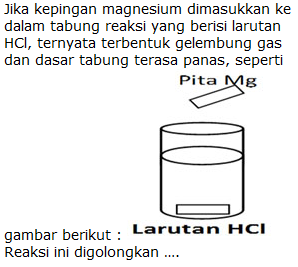 Jika kepingan magnesium dimasukkan ke
dalam tabung reaksi yang berisi larutan
HCl, ternyata terbentuk gelembung gas
dan dasar tabung terasa panas, seperti
Pita Mg
gambar berikut :
Larutan HCl
Reaksi ini digolongkan ....